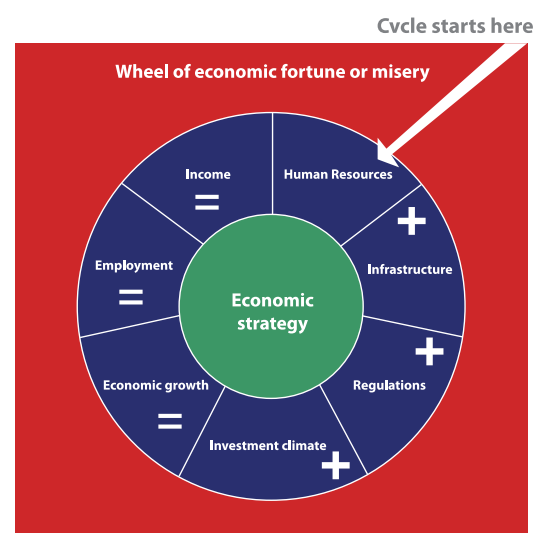 Cycle starts here
Wheel of economic fortune or misery
Income
=
Human Resources
+
Infrastructure
+
Regulations
+
Investment climate
=
Economic growth
=
Employment
=
Economic
strategy